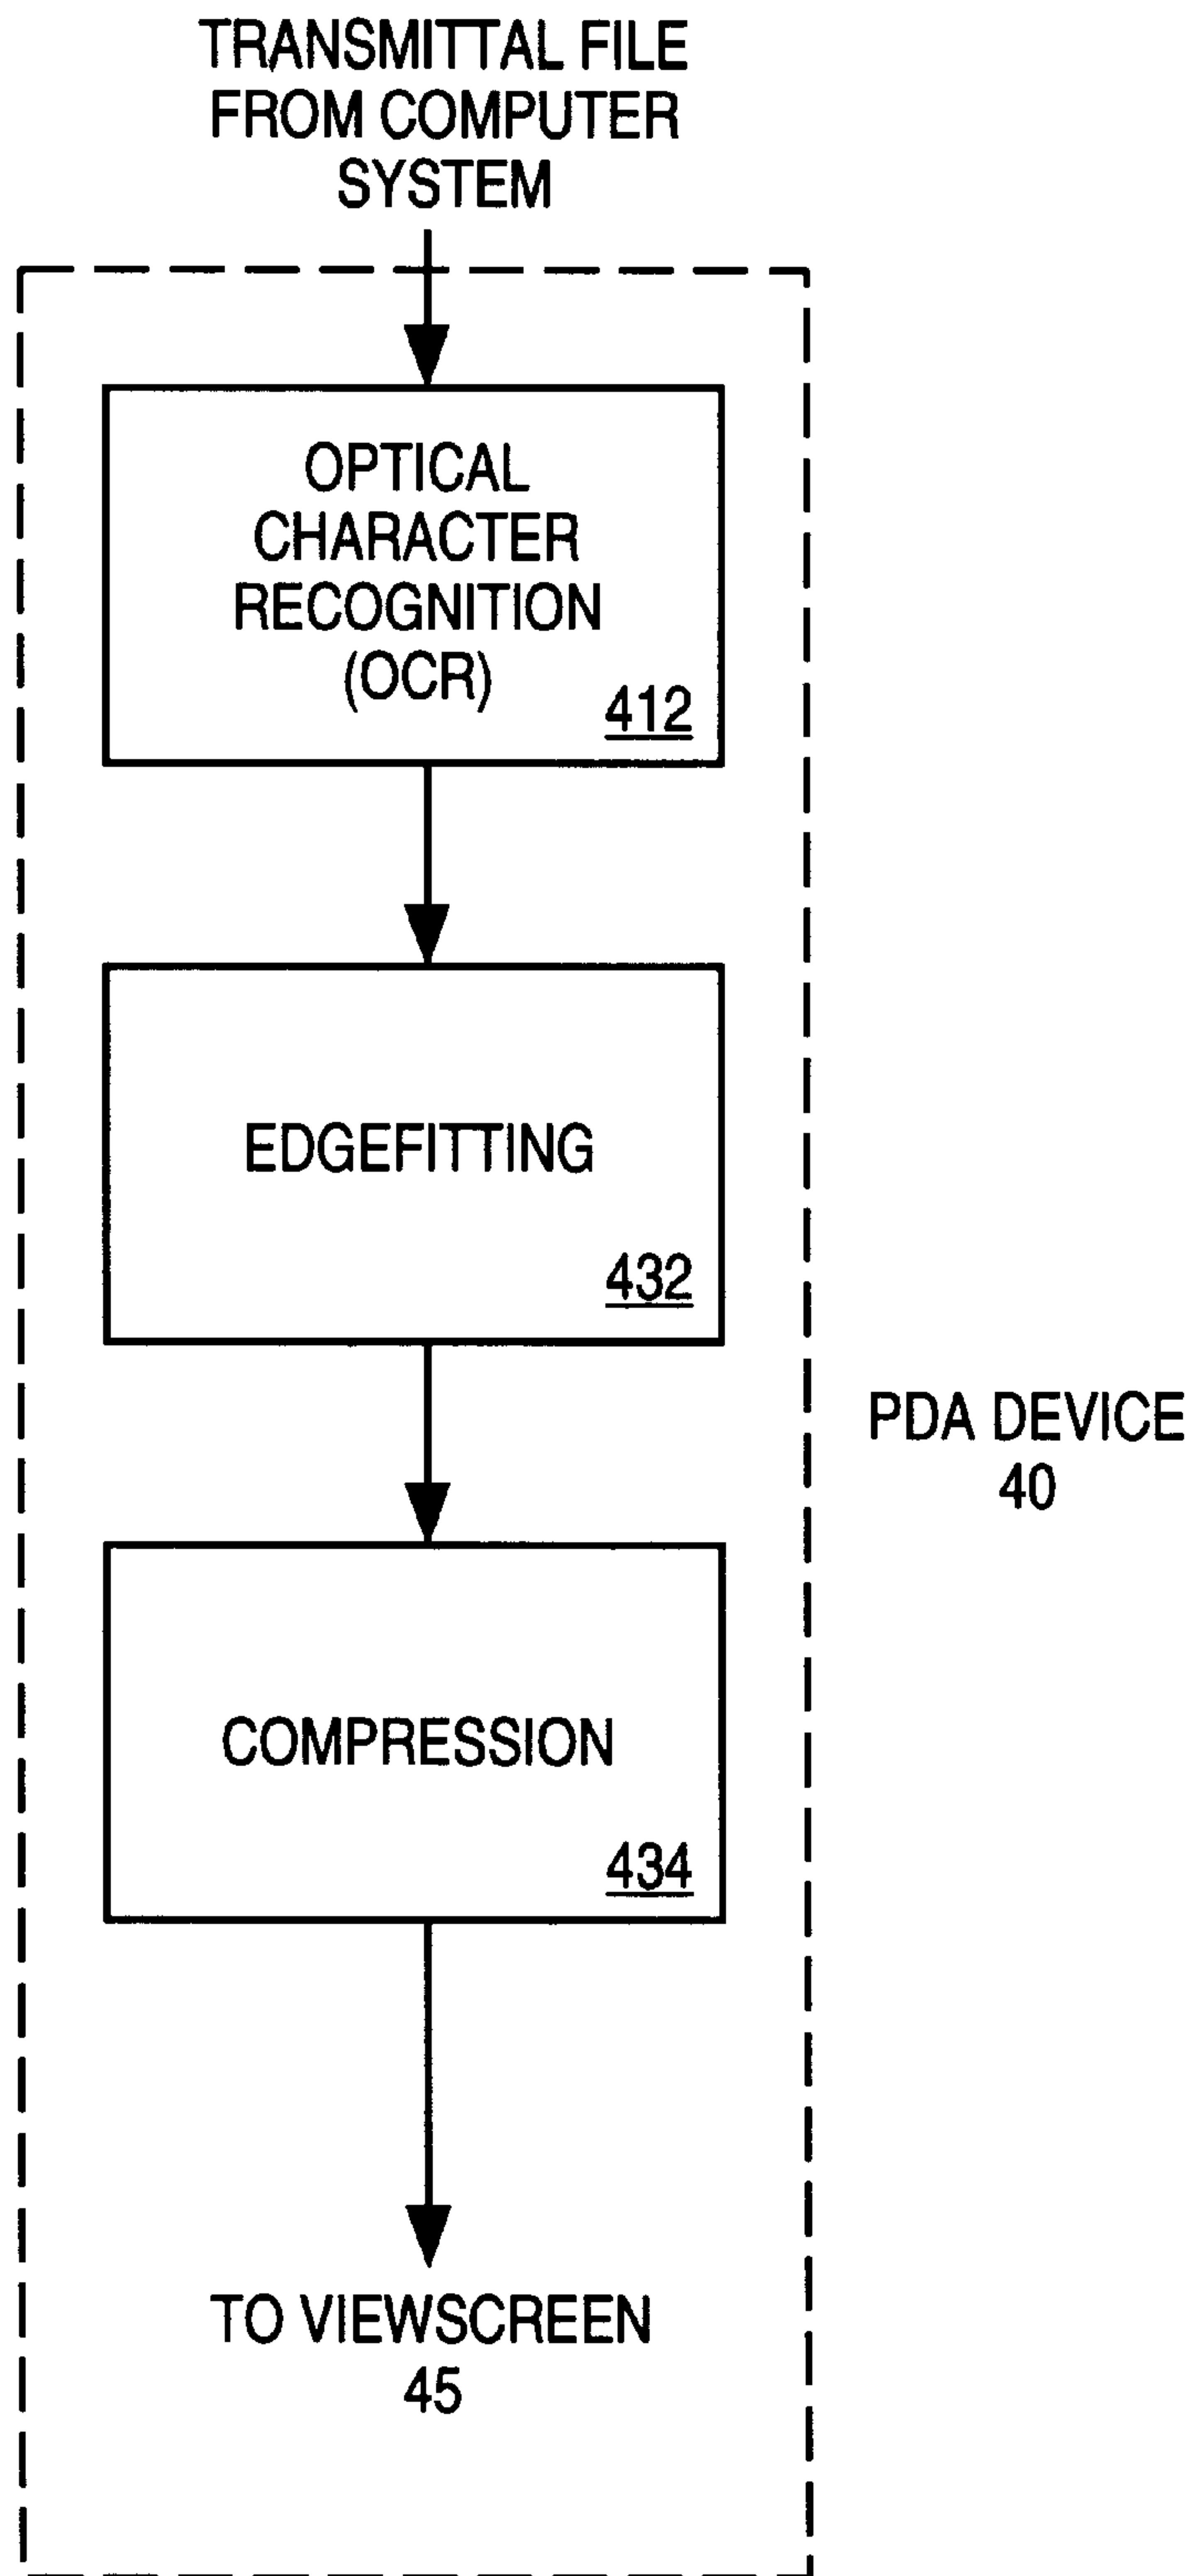 TRANSMITTAL FILE
FROM COMPUTER
SYSTEM
OPTICAL
CHARACTER
RECOGNITION
(OCR)
412
EDGEFITTING
432
PDA DEVICE
40
COMPRESSION
434
TO VIEWSCREEN
45